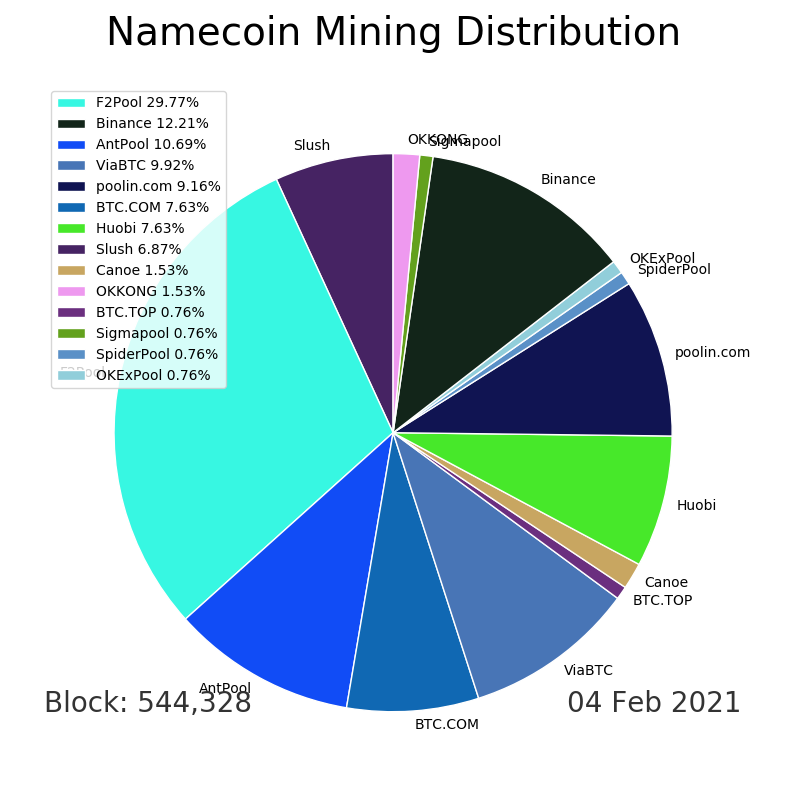 Namecoin Mining Distribution
F2Pool 29.77%
Binance 12.21%
AntPool 10.69%
ViaBTC 9.92%
poolin.com 9.16%
BTC.COM 7.63%
Huobi 7.63%
Slush 6.87%
Canoe 1.53%
OKKONG 1.53%
BTC.TOP 0.76%
Sigmapool 0.76%
SpiderPool 0.76%
OKExPool 0.76%
Slush
OKKONG
Sigmapool
Binance
OKExPool
SpiderPool
poolin.com
Huobi
Canoe
BTC.TOP
ViaBTC
BTC.COM
AntPool
F2Pool
Block: 544,328
04 Feb 2021